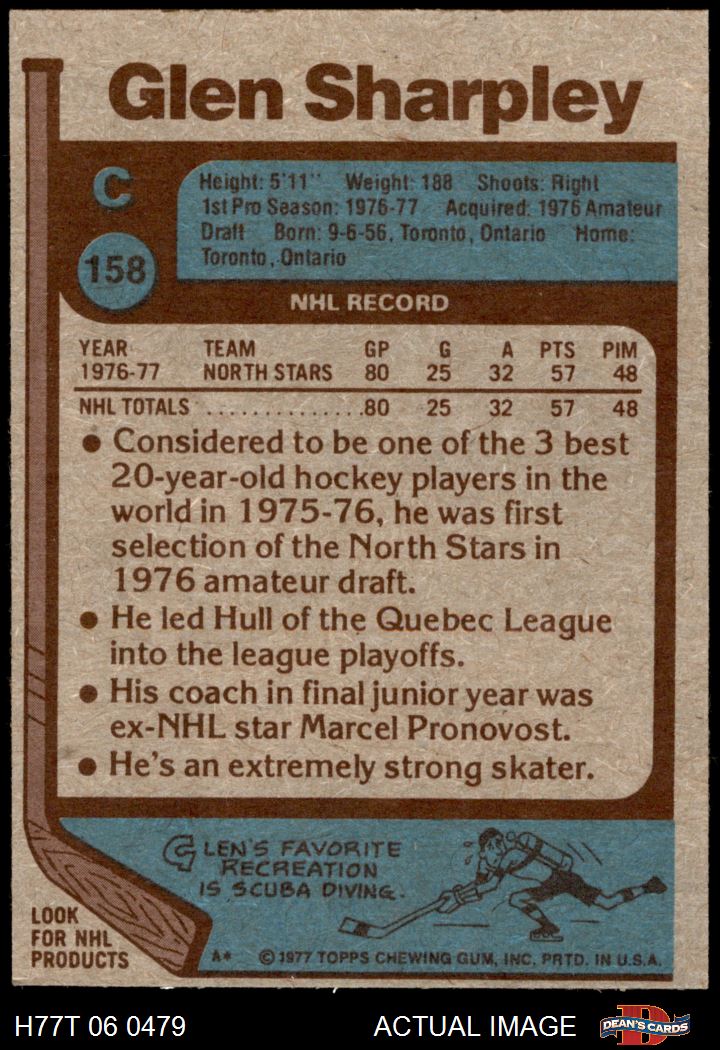 Glen Sharpley
C
158
Height: 5'11" Weight: 188 Shoots: Right
1st Pro Season: 1976-77 Acquired: 1976 Amateur
Draft Born: 9-6-56, Toronto, Ontario Home:
Toronto, Ontario
NHL RECORD
YEAR TEAM GP G A PTS PIM
1976-77 NORTH STARS 80 25 32 57 48
NHL TOTALS ..............80 25 32 57 48
● Considered to be one of the 3 best
20-year-old hockey players in the
world in 1975-76, he was first
selection of the North Stars in
1976 amateur draft.
● He led Hull of the Quebec League
into the league playoffs.
● His coach in final junior year was
ex-NHL star Marcel Pronovost.
● He's an extremely strong skater.
GLEN'S FAVORITE
RECREATION
IS SCUBA DIVING.
LOOK
FOR NHL
PRODUCTS
A* © 1977 TOPPS CHEWING GUM, INC. PRTD. IN U.S.A.
H77T 06 0479 ACTUAL IMAGE D DEAN'S CARDS